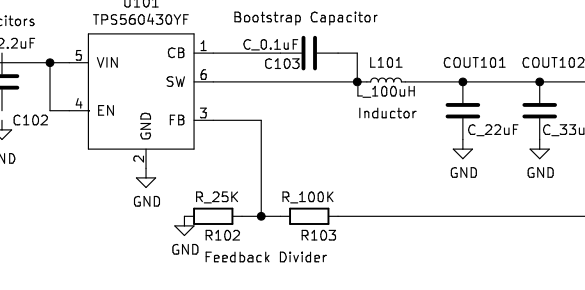 U101
TPS560430YF
Bootstrap Capacitor
citors
2.2uF
5
VIN
CB
1
C_0.1uF
C103
L101
COUT101
COUT102
SW
6
L_100uH
Inductor
4
EN
C102
FB
3
GND
2
C_22uF
C_33u
ND
GND
GND
GND
R_25K
R_100K
R102
R103
GND
Feedback Divider